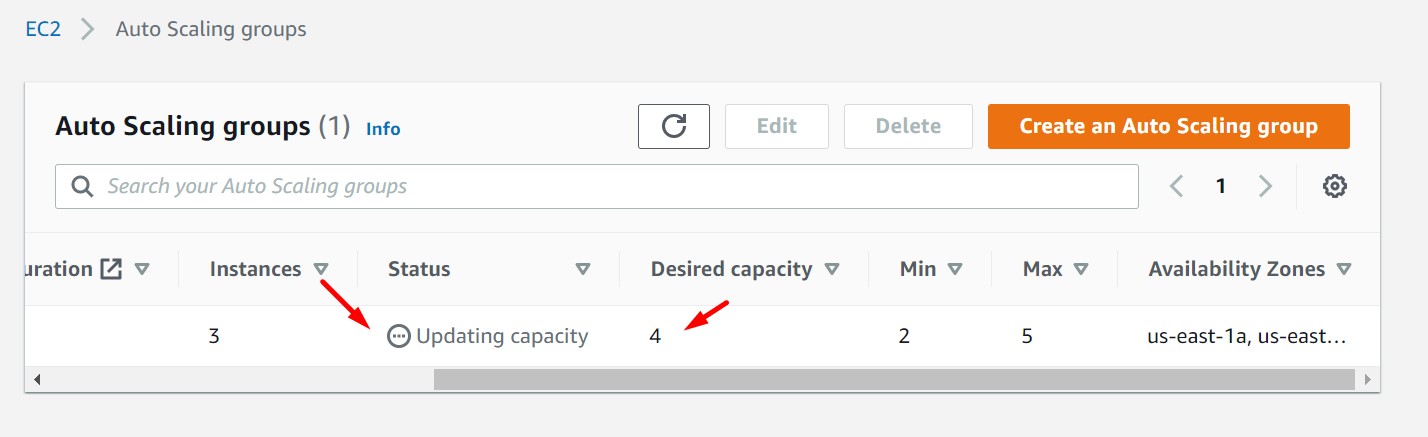 EC2 Auto Scaling groups
Auto Scaling groups (1) Info Edit Delete Create an Auto Scaling group
Search your Auto Scaling groups 1
uration Instances Status Desired capacity Min Max Availability Zones
3 Updating capacity 4 2 5 us-east-1a, us-east...